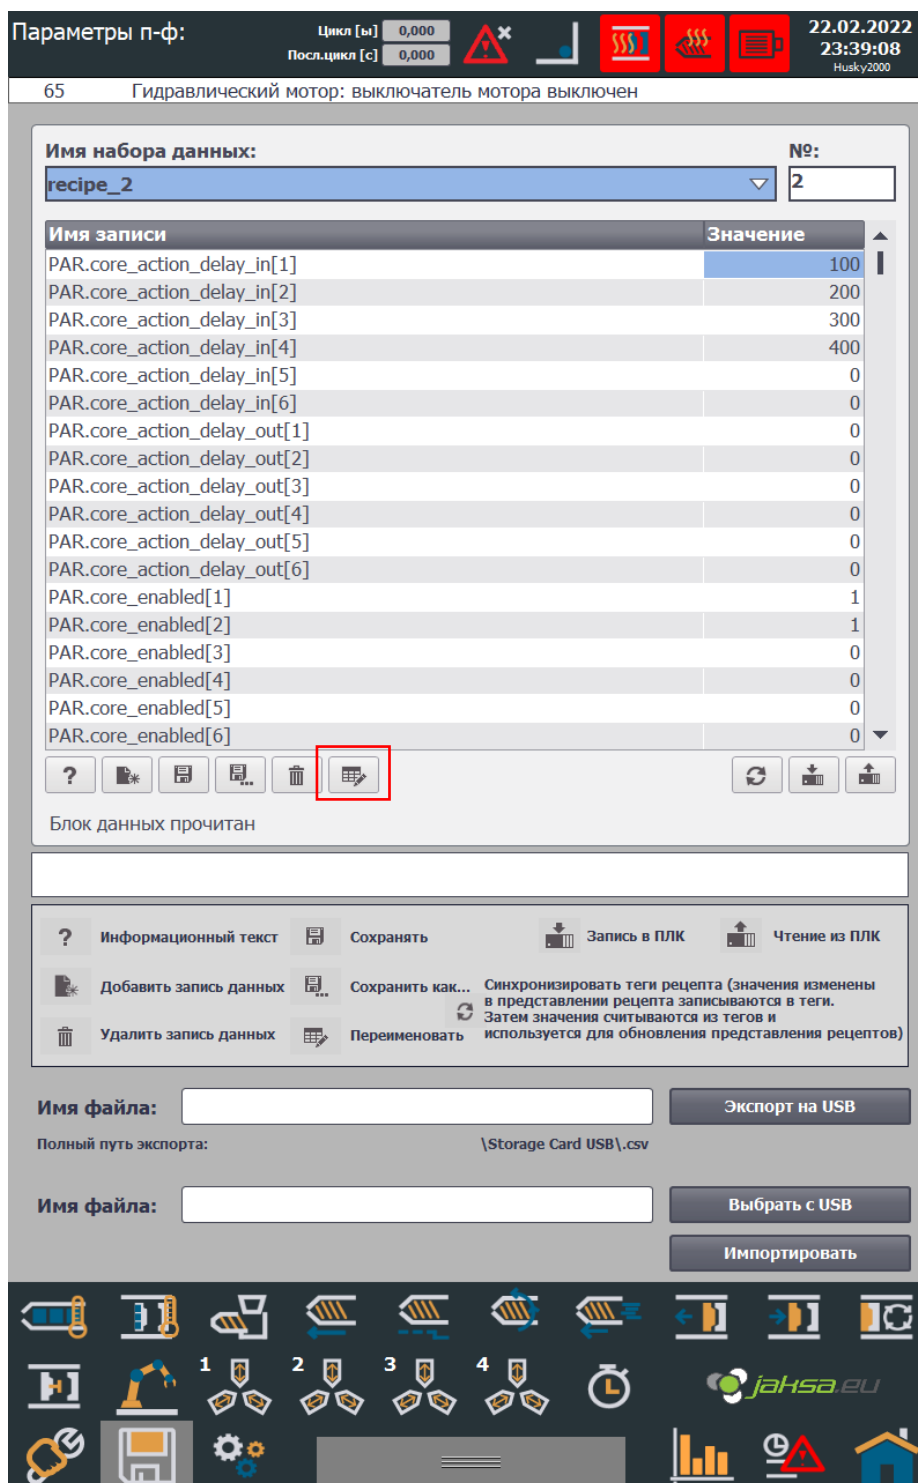 Параметры п-ф:
Цикл [ы] 0,000
Посл.цикл [с] 0,000
22.02.2022
23:39:08
Husky2000
65 Гидравлический мотор: выключатель мотора выключен
Имя набора данных: №:
recipe_2 2
Имя записи Значение
PAR.core_action_delay_in[1] 100
PAR.core_action_delay_in[2] 200
PAR.core_action_delay_in[3] 300
PAR.core_action_delay_in[4] 400
PAR.core_action_delay_in[5] 0
PAR.core_action_delay_in[6] 0
PAR.core_action_delay_out[1] 0
PAR.core_action_delay_out[2] 0
PAR.core_action_delay_out[3] 0
PAR.core_action_delay_out[4] 0
PAR.core_action_delay_out[5] 0
PAR.core_action_delay_out[6] 0
PAR.core_enabled[1] 1
PAR.core_enabled[2] 1
PAR.core_enabled[3] 0
PAR.core_enabled[4] 0
PAR.core_enabled[5] 0
PAR.core_enabled[6] 0
?
Блок данных прочитан
? Информационный текст Сохранять Запись в ПЛК Чтение из ПЛК
Добавить запись данных Сохранить как...
Удалить запись данных Переименовать
Синхронизировать теги рецепта (значения изменены
в представлении рецепта записываются в теги.
Затем значения считываются из тегов и
используется для обновления представления рецептов)
Имя файла: Экспорт на USB
Полный путь экспорта: \Storage Card USB\.csv
Имя файла: Выбрать с USB
Импортировать
1 2 3 4
jaksa.eu